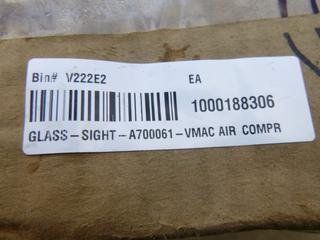 Bin# V222E2 EA
1000188306
GLASS-SIGHT-A700061-VMAC AIR COMPR